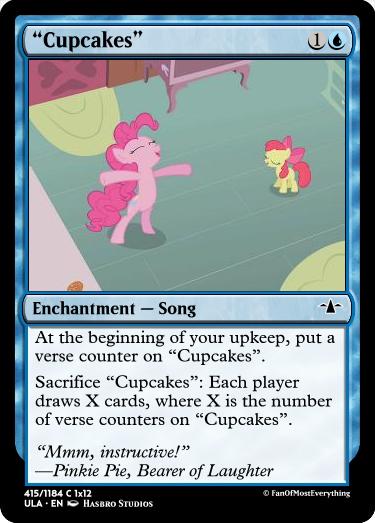 “Cupcakes” 1
Enchantment — Song
At the beginning of your upkeep, put a
verse counter on “Cupcakes”.
Sacrifice “Cupcakes”: Each player
draws X cards, where X is the number
of verse counters on “Cupcakes”.
“Mmm, instructive!”
—Pinkie Pie, Bearer of Laughter
415/1184 C 1x12
ULA • EN Hasbro Studios
© FanOfMostEverything